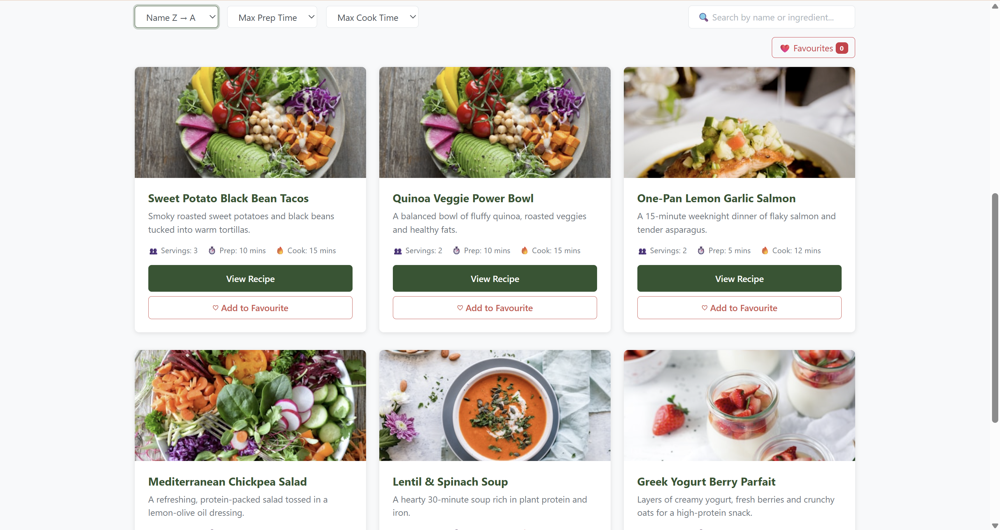 Name Z → A
Max Prep Time
Max Cook Time
Search by name or ingredient...
Favourites 0
Sweet Potato Black Bean Tacos
Smoky roasted sweet potatoes and black beans
tucked into warm tortillas.
Servings: 3 Prep: 10 mins Cook: 15 mins
View Recipe
♡ Add to Favourite
Quinoa Veggie Power Bowl
A balanced bowl of fluffy quinoa, roasted veggies
and healthy fats.
Servings: 2 Prep: 10 mins Cook: 15 mins
View Recipe
♡ Add to Favourite
One-Pan Lemon Garlic Salmon
A 15-minute weeknight dinner of flaky salmon and
tender asparagus.
Servings: 2 Prep: 5 mins Cook: 12 mins
View Recipe
♡ Add to Favourite
Mediterranean Chickpea Salad
A refreshing, protein-packed salad tossed in a
lemon-olive oil dressing.
Lentil & Spinach Soup
A hearty 30-minute soup rich in plant protein and
iron.
Greek Yogurt Berry Parfait
Layers of creamy yogurt, fresh berries and crunchy
oats for a high-protein snack.